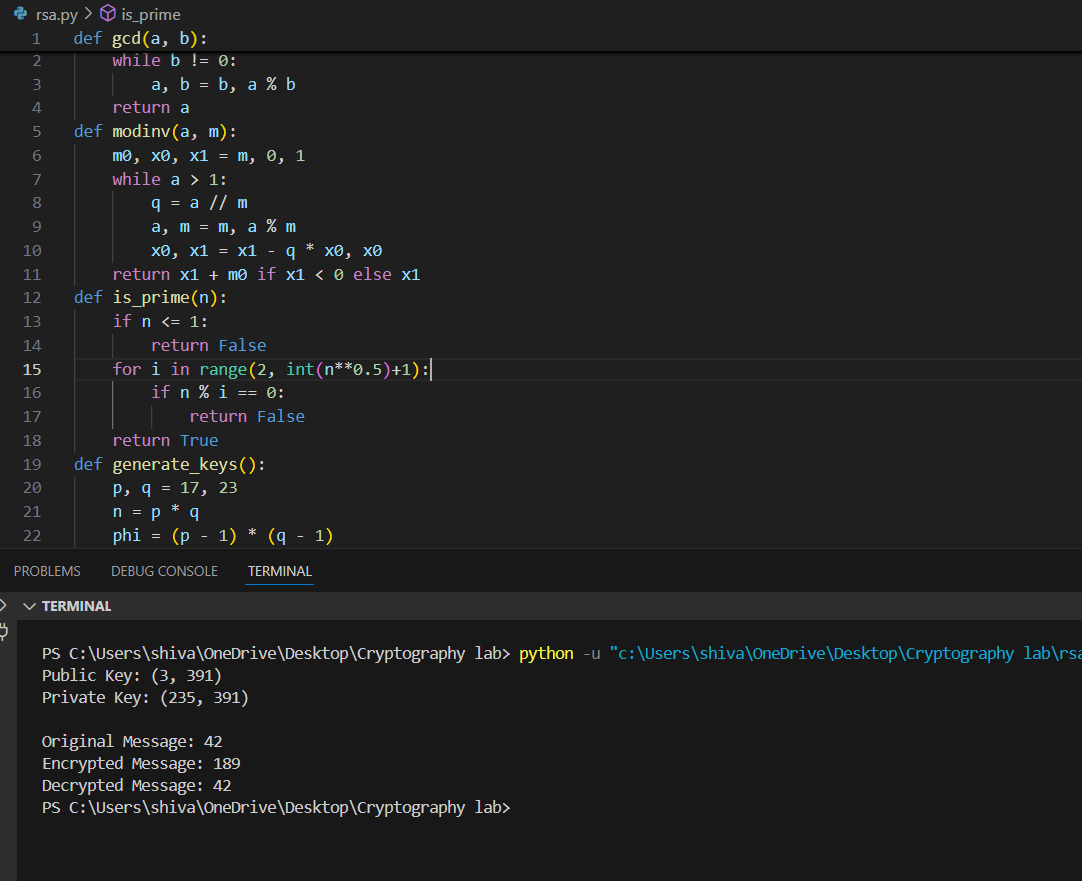 rsa.py > is_prime
1 def gcd(a, b):
2     while b != 0:
3         a, b = b, a % b
4     return a
5 def modinv(a, m):
6     m0, x0, x1 = m, 0, 1
7     while a > 1:
8         q = a // m
9         a, m = m, a % m
10         x0, x1 = x1 - q * x0, x0
11     return x1 + m0 if x1 < 0 else x1
12 def is_prime(n):
13     if n <= 1:
14         return False
15     for i in range(2, int(n**0.5)+1):
16         if n % i == 0:
17             return False
18     return True
19 def generate_keys():
20     p, q = 17, 23
21     n = p * q
22     phi = (p - 1) * (q - 1)
PROBLEMS DEBUG CONSOLE TERMINAL
TERMINAL
PS C:\Users\shiva\OneDrive\Desktop\Cryptography lab> python -u "c:\Users\shiva\OneDrive\Desktop\Cryptography lab\rsa
Public Key: (3, 391)
Private Key: (235, 391)
Original Message: 42
Encrypted Message: 189
Decrypted Message: 42
PS C:\Users\shiva\OneDrive\Desktop\Cryptography lab>